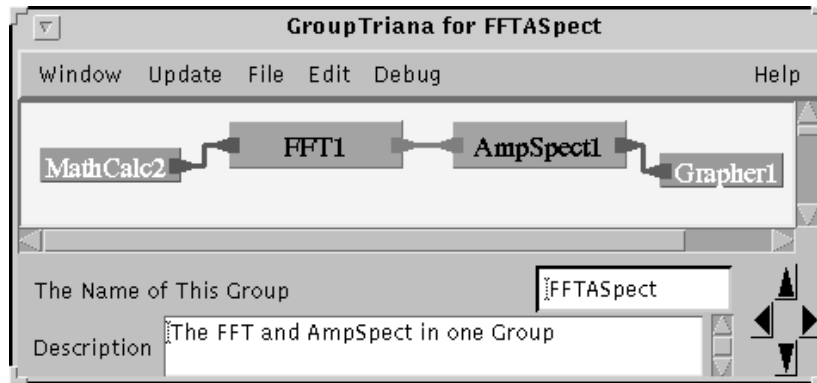 GroupTriana for FFTASpect
Window Update File Edit Debug Help
MathCalc2 FFT1 AmpSpect1 Grapher1
The Name of This Group FFTASpect
Description The FFT and AmpSpect in one Group